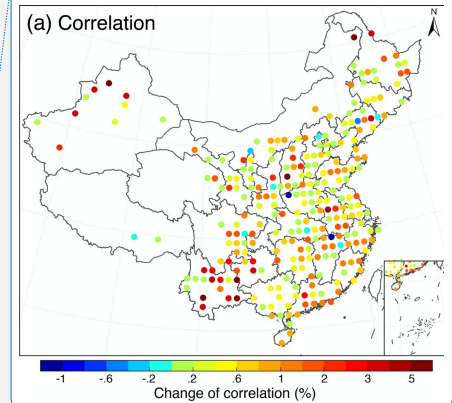 (a) Correlation
N
-1 -.6 -.2 .2 .6 1 2 3 5
Change of correlation (%)